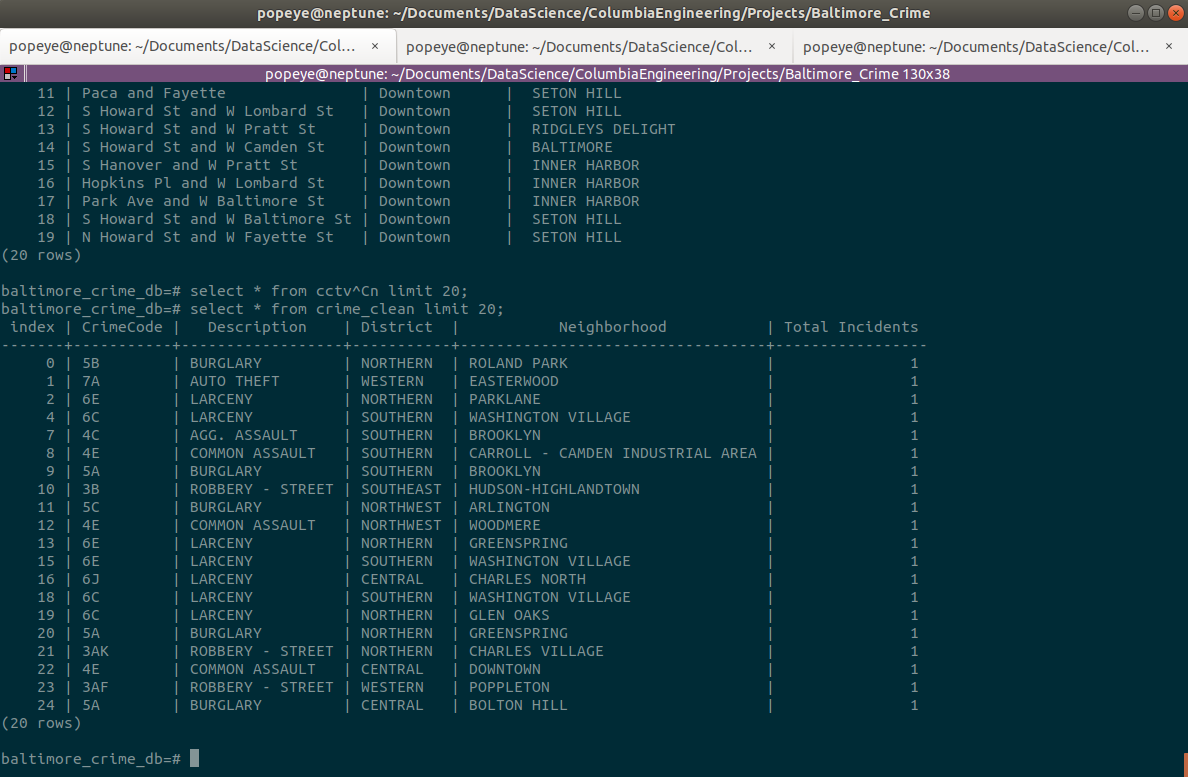 popeye@neptune: ~/Documents/DataScience/ColumbiaEngineering/Projects/Baltimore_Crime
popeye@neptune: ~/Documents/DataScience/Col... × popeye@neptune: ~/Documents/DataScience/Col... × popeye@neptune: ~/Documents/DataScience/Col... ×
popeye@neptune: ~/Documents/DataScience/ColumbiaEngineering/Projects/Baltimore_Crime 130x38
    11 | Paca and Fayette               | Downtown      |  SETON HILL
    12 | S Howard St and W Lombard St   | Downtown      |  SETON HILL
    13 | S Howard St and W Pratt St     | Downtown      |  RIDGLEYS DELIGHT
    14 | S Howard St and W Camden St    | Downtown      |  BALTIMORE
    15 | S Hanover and W Pratt St       | Downtown      |  INNER HARBOR
    16 | Hopkins Pl and W Lombard St    | Downtown      |  INNER HARBOR
    17 | Park Ave and W Baltimore St    | Downtown      |  INNER HARBOR
    18 | S Howard St and W Baltimore St | Downtown      |  SETON HILL
    19 | N Howard St and W Fayette St   | Downtown      |  SETON HILL
(20 rows)
baltimore_crime_db=# select * from cctv^Cn limit 20;
baltimore_crime_db=# select * from crime_clean limit 20;
 index | CrimeCode |   Description    | District  |           Neighborhood           | Total Incidents
-------+-----------+------------------+-----------+----------------------------------+-----------------
     0 | 5B        | BURGLARY         | NORTHERN  | ROLAND PARK                      |               1
     1 | 7A        | AUTO THEFT       | WESTERN   | EASTERWOOD                       |               1
     2 | 6E        | LARCENY          | NORTHERN  | PARKLANE                         |               1
     4 | 6C        | LARCENY          | SOUTHERN  | WASHINGTON VILLAGE               |               1
     7 | 4C        | AGG. ASSAULT     | SOUTHERN  | BROOKLYN                         |               1
     8 | 4E        | COMMON ASSAULT   | SOUTHERN  | CARROLL - CAMDEN INDUSTRIAL AREA |               1
     9 | 5A        | BURGLARY         | SOUTHERN  | BROOKLYN                         |               1
    10 | 3B        | ROBBERY - STREET | SOUTHEAST | HUDSON-HIGHLANDTOWN              |               1
    11 | 5C        | BURGLARY         | NORTHWEST | ARLINGTON                        |               1
    12 | 4E        | COMMON ASSAULT   | NORTHWEST | WOODMERE                         |               1
    13 | 6E        | LARCENY          | NORTHERN  | GREENSPRING                      |               1
    15 | 6E        | LARCENY          | SOUTHERN  | WASHINGTON VILLAGE               |               1
    16 | 6J        | LARCENY          | CENTRAL   | CHARLES NORTH                    |               1
    18 | 6C        | LARCENY          | SOUTHERN  | WASHINGTON VILLAGE               |               1
    19 | 6C        | LARCENY          | NORTHERN  | GLEN OAKS                        |               1
    20 | 5A        | BURGLARY         | NORTHERN  | GREENSPRING                      |               1
    21 | 3AK       | ROBBERY - STREET | NORTHERN  | CHARLES VILLAGE                  |               1
    22 | 4E        | COMMON ASSAULT   | CENTRAL   | DOWNTOWN                         |               1
    23 | 3AF       | ROBBERY - STREET | WESTERN   | POPPLETON                        |               1
    24 | 5A        | BURGLARY         | CENTRAL   | BOLTON HILL                      |               1
(20 rows)
baltimore_crime_db=#